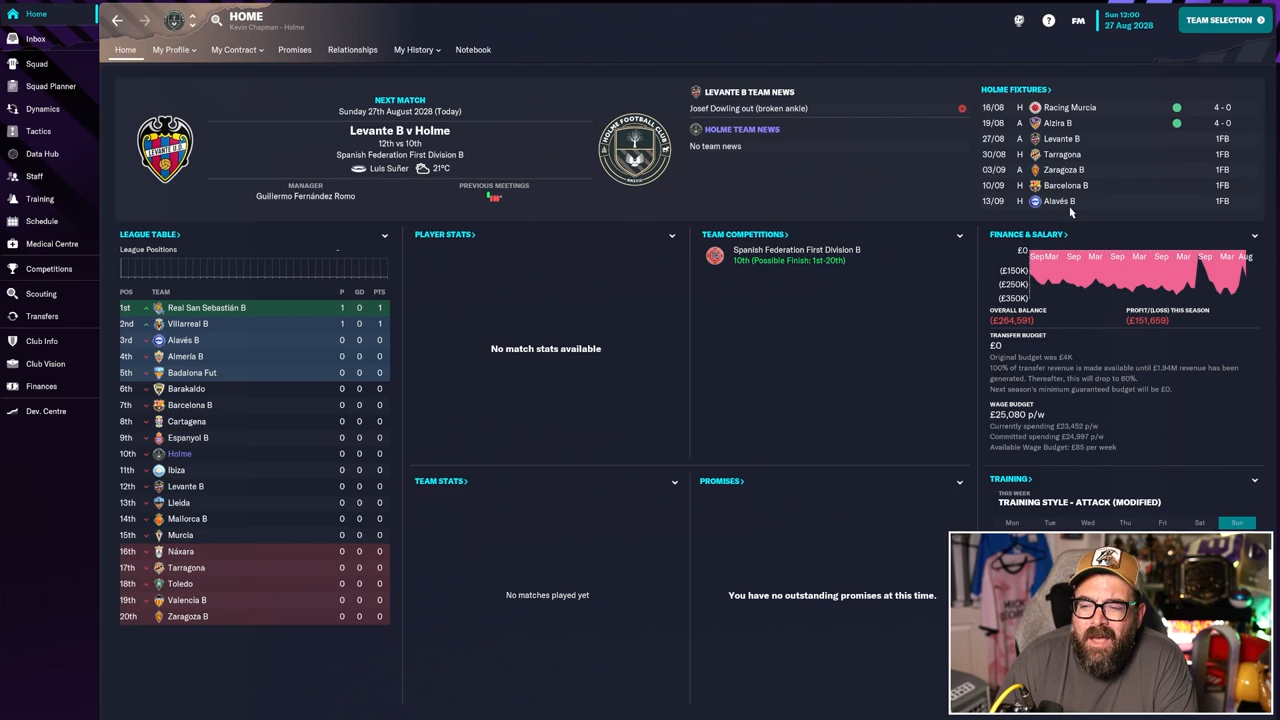 Home
Inbox
Squad
Squad Planner
Dynamics
Tactics
Data Hub
Staff
Training
Schedule
Medical Centre
Competitions
Scouting
Transfers
Club Info
Club Vision
Finances
Dev. Centre
HOME
Kevin Chapman - Holme
FM
Sun 12:00
27 Aug 2028
TEAM SELECTION
Home My Profile My Contract Promises Relationships My History Notebook
NEXT MATCH
Sunday 27th August 2028 (Today)
Levante B v Holme
12th vs 10th
Spanish Federation First Division B
Luis Suñer 21°C
MANAGER
Guillermo Fernández Romo
PREVIOUS MEETINGS
HOLME FOOTBALL CLUB
LEVANTE B TEAM NEWS
Josef Dowling out (broken ankle)
HOLME TEAM NEWS
No team news
HOLME FIXTURES>
16/08 H Racing Murcia 4 - 0
19/08 A Alzira B 4 - 0
27/08 A Levante B 1FB
30/08 H Tarragona 1FB
03/09 A Zaragoza B 1FB
10/09 H Barcelona B 1FB
13/09 H Alavés B 1FB
LEAGUE TABLE>
League Positions -
POS TEAM P GD PTS
1st Real San Sebastián B 1 0 1
2nd Villarreal B 1 0 1
3rd Alavés B 0 0 0
4th Almería B 0 0 0
5th Badalona Fut 0 0 0
6th Barakaldo 0 0 0
7th Barcelona B 0 0 0
8th Cartagena 0 0 0
9th Espanyol B 0 0 0
10th Holme 0 0 0
11th Ibiza 0 0 0
12th Levante B 0 0 0
13th Lleida 0 0 0
14th Mallorca B 0 0 0
15th Murcia 0 0 0
16th Náxara 0 0 0
17th Tarragona 0 0 0
18th Toledo 0 0 0
19th Valencia B 0 0 0
20th Zaragoza B 0 0 0
PLAYER STATS>
No match stats available
TEAM STATS>
No matches played yet
TEAM COMPETITIONS>
Spanish Federation First Division B
10th (Possible Finish: 1st-20th)
PROMISES>
You have no outstanding promises at this time.
FINANCE & SALARY>
£0
(£150K)
(£250K)
(£350K)
Sep Mar Sep Mar Sep Mar Sep Mar Sep Mar Aug
OVERALL BALANCE
(£264,591)
PROFIT/(LOSS) THIS SEASON
(£151,659)
TRANSFER BUDGET
£0
Original budget was £4K
100% of transfer revenue is made available until £1.94M revenue has been
generated. Thereafter, this will drop to 60%.
Next season's minimum guaranteed budget will be £0.
WAGE BUDGET
£25,080 p/w
Currently spending £23,452 p/w
Committed spending £24,997 p/w
Available Wage Budget: £85 per week
TRAINING>
THIS WEEK
TRAINING STYLE - ATTACK (MODIFIED)
Mon Tue Wed Thu Fri Sat Sun